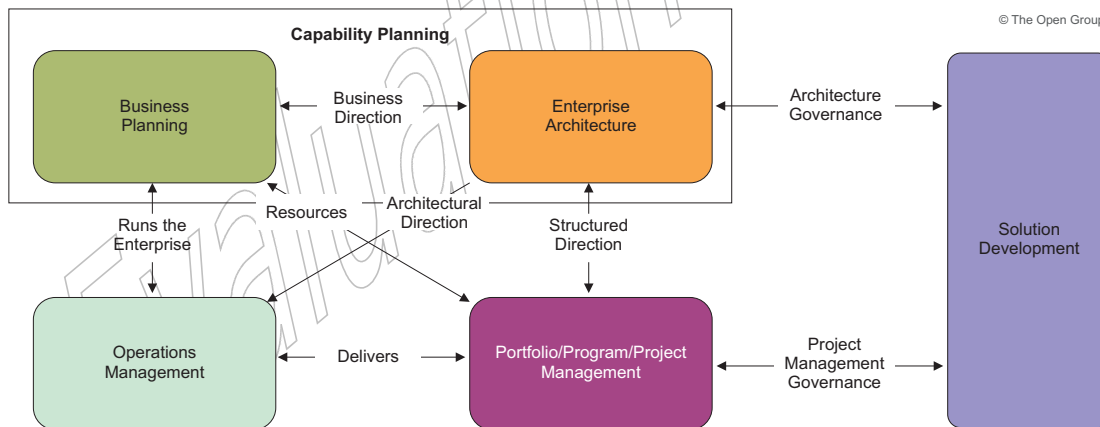 Capability Planning
© The Open Group
Business
Planning
Business
Direction
Enterprise
Architecture
Architecture
Governance
Runs the
Enterprise
Resources
Architectural
Direction
Structured
Direction
Solution
Development
Operations
Management
Delivers
Portfolio/Program/Project
Management
Project
Management
Governance